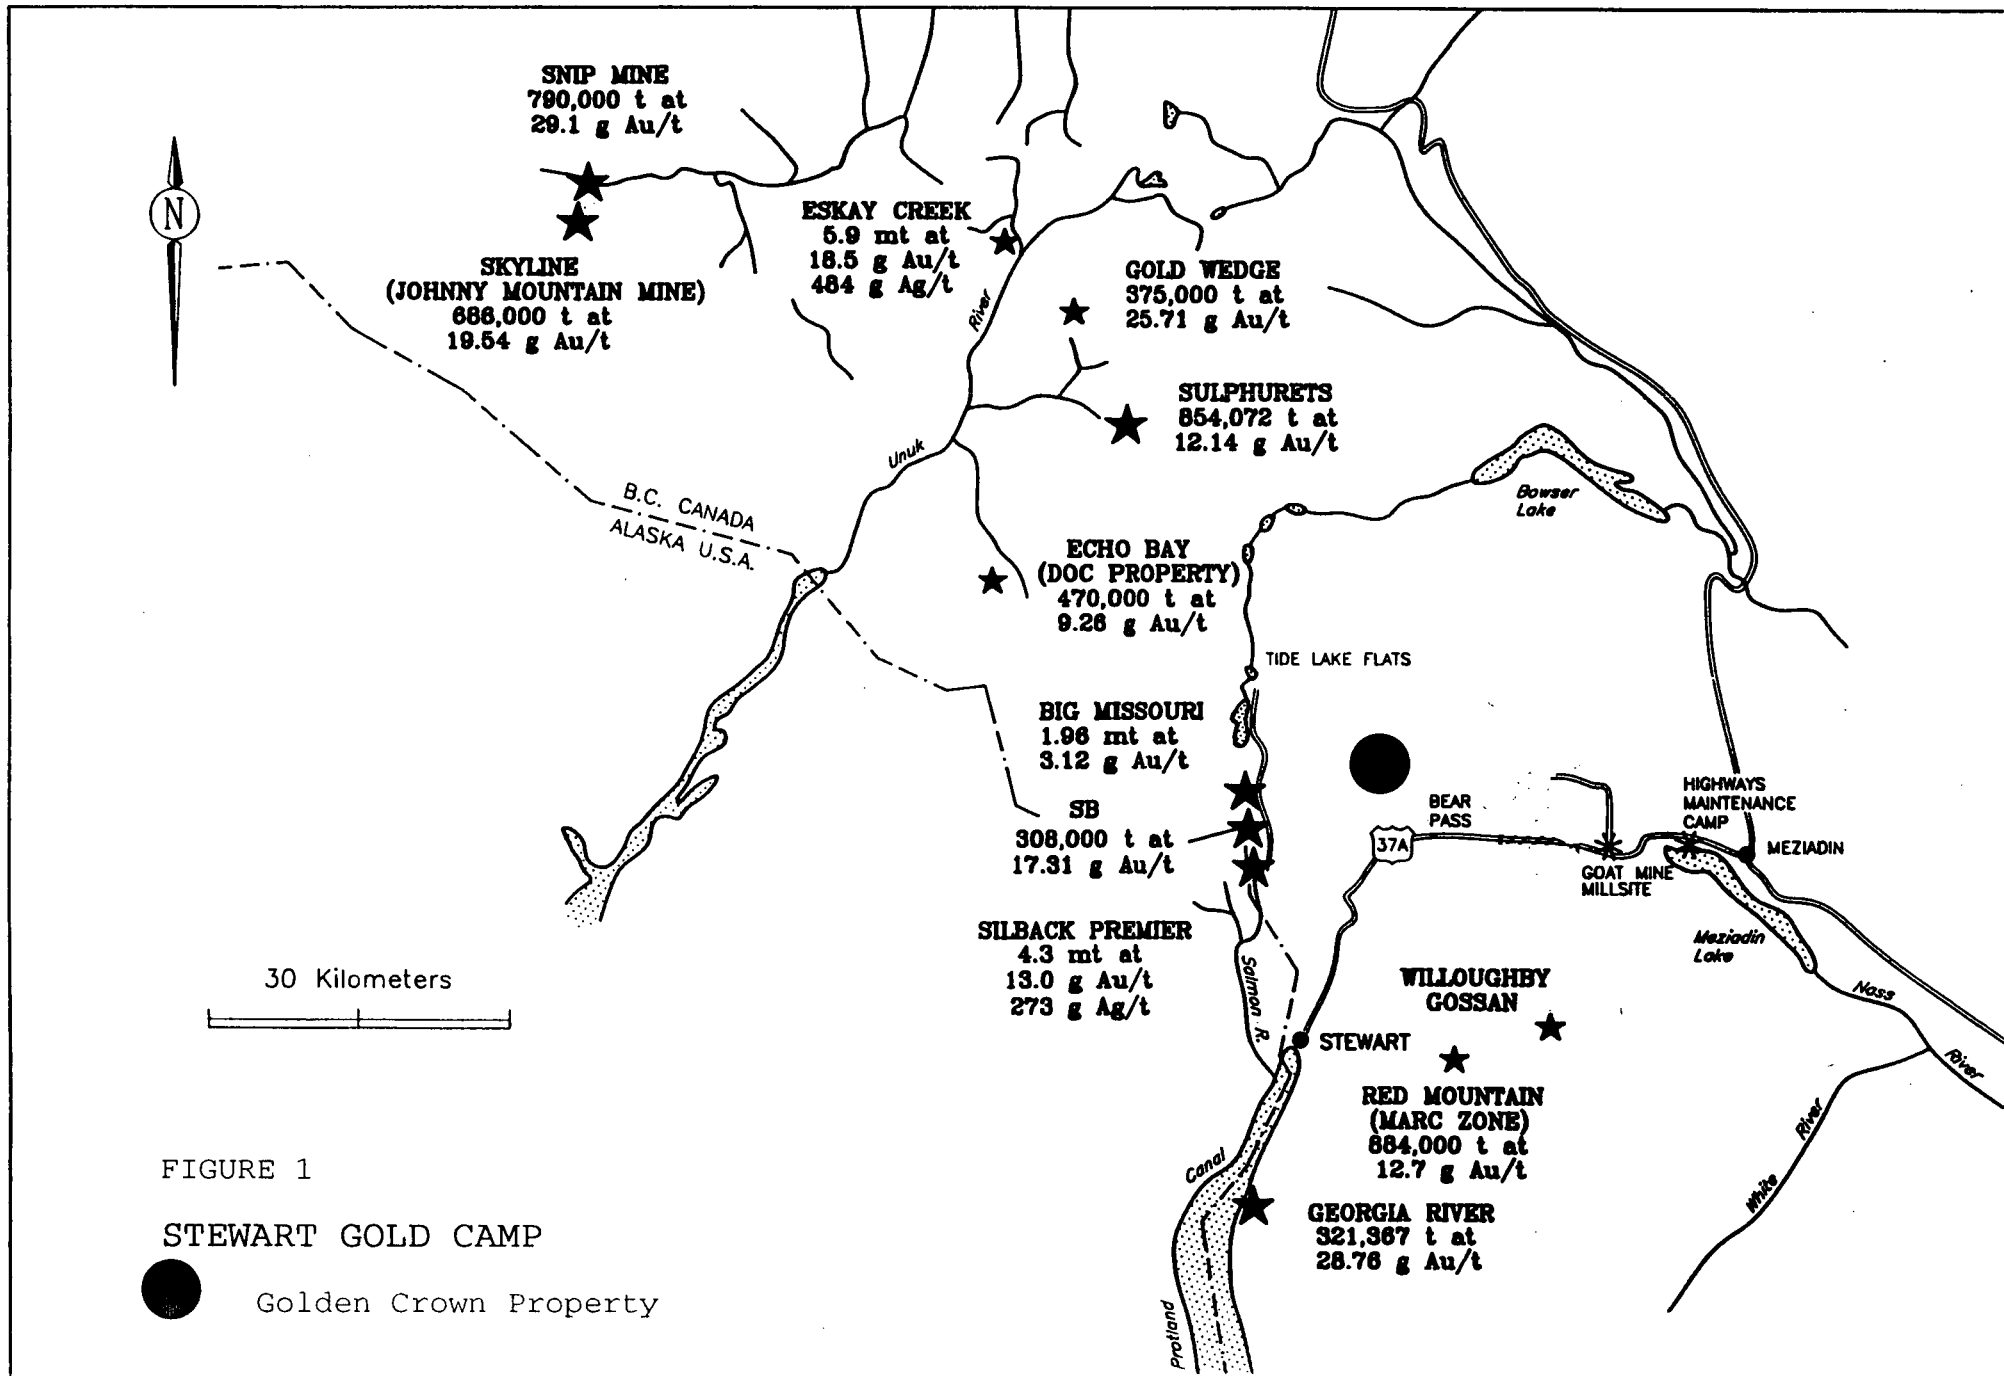 SNIP MINE
790,000 t at
29.1 g Au/t
N
SKYLINE
(JOHNNY MOUNTAIN MINE)
686,000 t at
19.54 g Au/t
ESKAY CREEK
5.9 mt at
18.5 g Au/t
484 g Ag/t
River
Unuk
GOLD WEDGE
375,000 t at
25.71 g Au/t
SULPHURETS
854,072 t at
12.14 g Au/t
Bowser
Lake
B.C. CANADA
ALASKA U.S.A.
ECHO BAY
(DOC PROPERTY)
470,000 t at
9.26 g Au/t
TIDE LAKE FLATS
BIG MISSOURI
1.96 mt at
3.12 g Au/t
SB
308,000 t at
17.31 g Au/t
BEAR
PASS
37A
HIGHWAYS
MAINTENANCE
CAMP
MEZIADIN
GOAT MINE
MILLSITE
Meziadin
Lake
SILBACK PREMIER
4.3 mt at
13.0 g Au/t
273 g Ag/t
Salmon R.
WILLOUGHBY
GOSSAN
Nass
River
STEWART
RED MOUNTAIN
(MARC ZONE)
884,000 t at
12.7 g Au/t
White
River
GEORGIA RIVER
321,367 t at
28.76 g Au/t
Protland
Canal
30 Kilometers
FIGURE 1
STEWART GOLD CAMP
Golden Crown Property